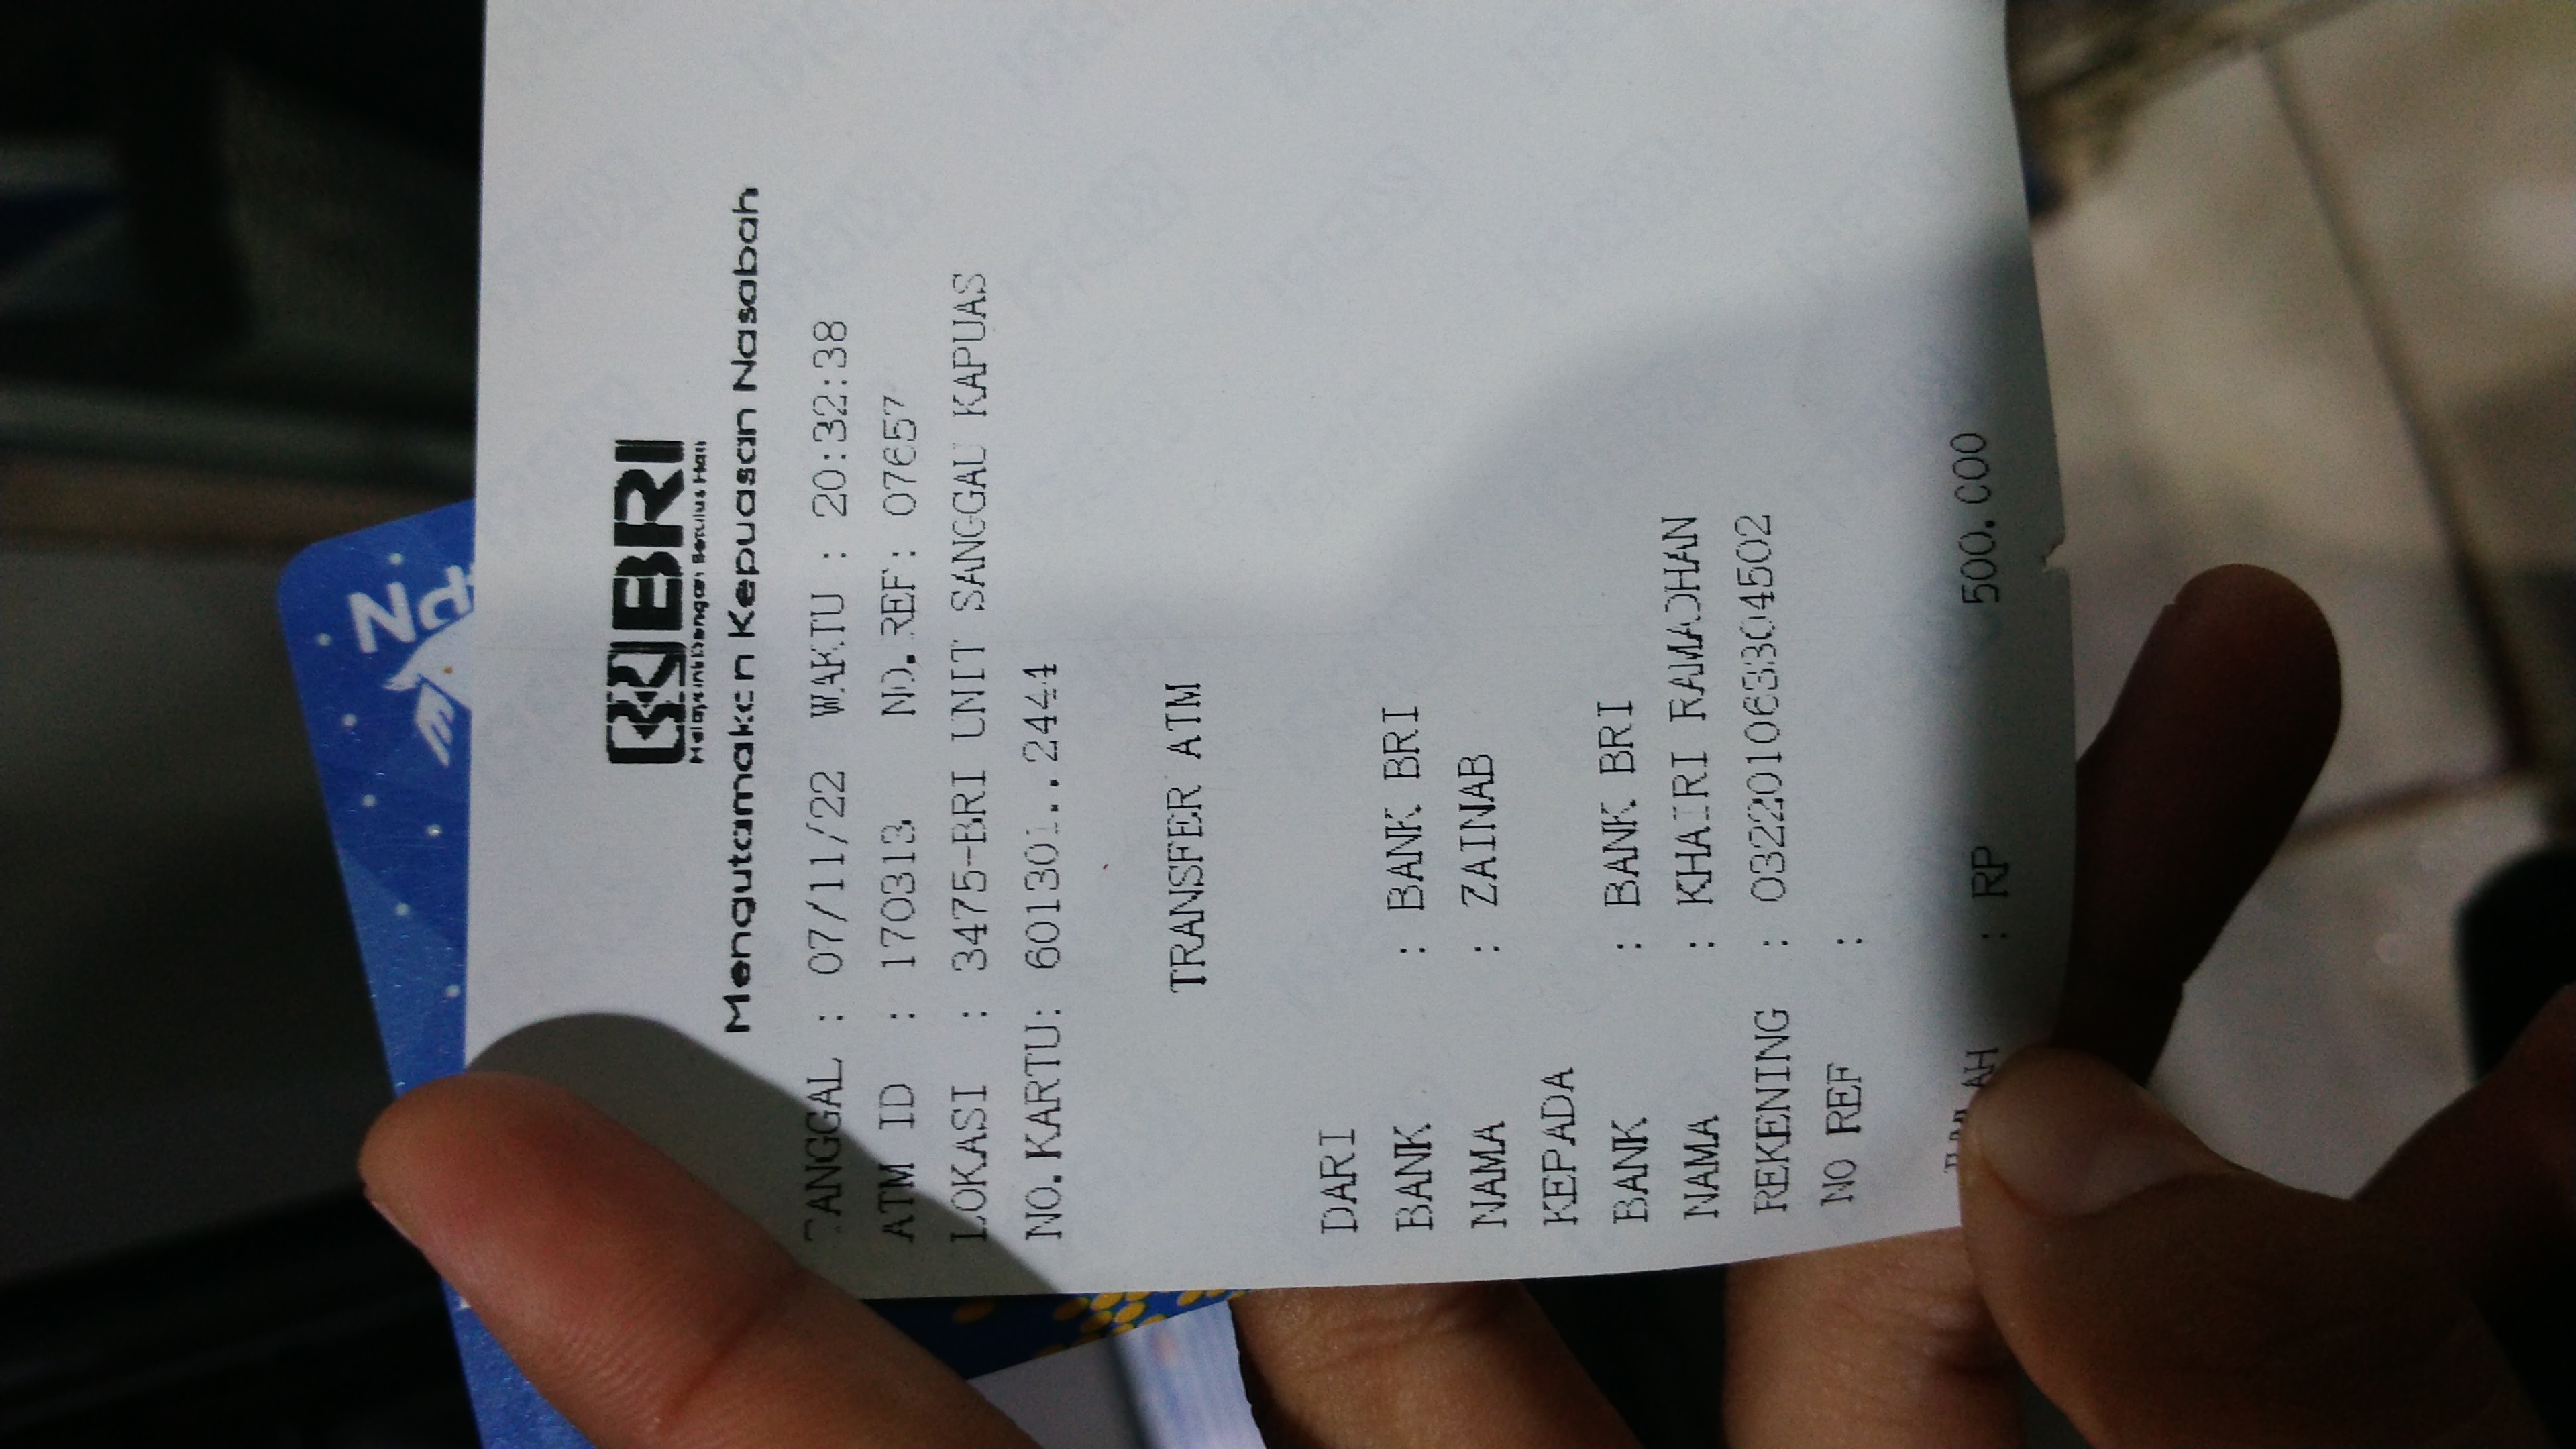 BRI
Melayani Dengan Setulus Hati
Mengutamakan Kepuasan Nasabah
TANGGAL : 07/11/22 WAKTU : 20:32:38
ATM ID : 170313 NO. REF : 07657
LOKASI : 3475-BRI UNIT SANGGAU KAPUAS
NO. KARTU: 601301..2444
TRANSFER ATM
DARI
BANK : BANK BRI
NAMA : ZAINAB
KEPADA
BANK : BANK BRI
NAMA : KHAIRI RAMADHAN
REKENING : 032201063304502
NO REF :
JUMLAH : RP 500.000